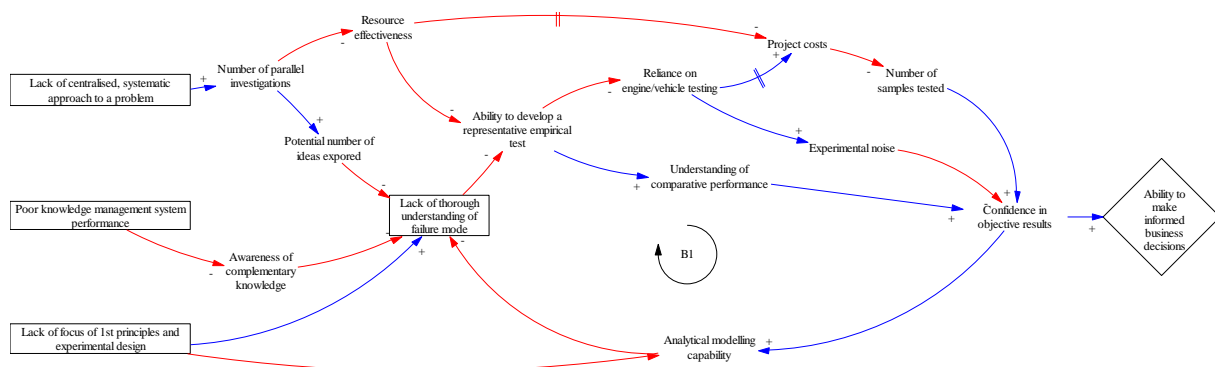 Resource
effectiveness
Project costs
Lack of centralised, systematic
approach to a problem
Number of parallel
investigations
Reliance on
engine/vehicle testing
Number of
samples tested
Potential number of
ideas expored
Ability to develop a
representative empirical
test
Experimental noise
Understanding of
comparative performance
Poor knowledge management system
performance
Lack of thorough
understanding of
failure mode
Confidence in
objective results
Ability to
make
informed
business
decisions
Awareness of
complementary
knowledge
B1
Lack of focus of 1st principles and
experimental design
Analytical modelling
capability